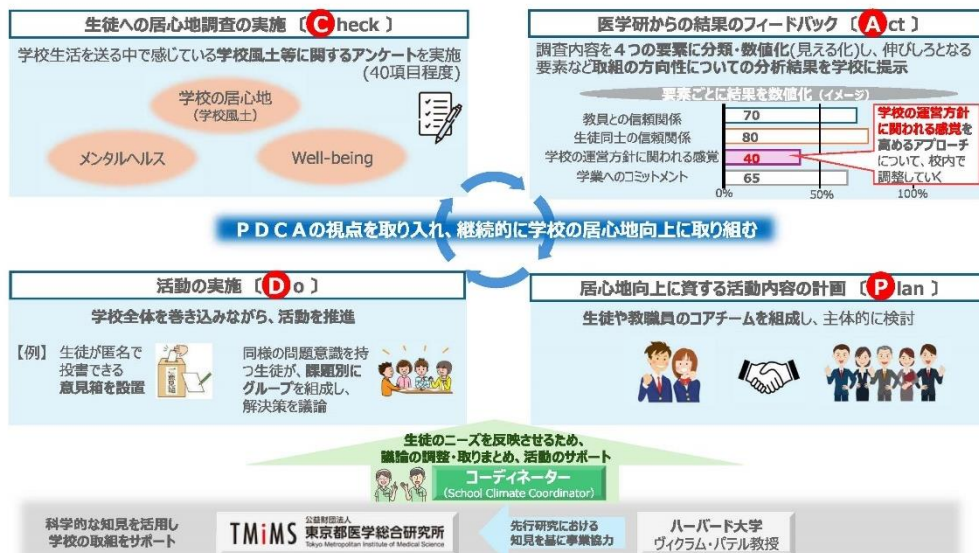 生徒への居心地調査の実施〔Check〕
学校生活を送る中で感じている学校風土等に関するアンケートを実施
(40項目程度)
学校の居心地
(学校風土)
メンタルヘルス
Well-being
医学研からの結果のフィードバック〔Act〕
調査内容を４つの要素に分類・数値化(見える化)し、伸びしろとなる
要素など取組の方向性についての分析結果を学校に提示
要素ごとに結果を数値化（イメージ）
教員との信頼関係 70
生徒同士の信頼関係 80
学校の運営方針に関われる感覚 40
学業へのコミットメント 65
0% 50% 100%
学校の運営方針
に関われる感覚を
高めるアプローチ
について、校内で
調整していく
ＰＤＣＡの視点を取り入れ、継続的に学校の居心地向上に取り組む
活動の実施〔Do〕
学校全体を巻き込みながら、活動を推進
【例】 生徒が匿名で
投書できる
意見箱を設置
ご意見箱
同様の問題意識を持
つ生徒が、課題別に
グループを組成し、
解決策を議論
居心地向上に資する活動内容の計画〔Plan〕
生徒や教職員のコアチームを組成し、主体的に検討
生徒のニーズを反映させるため、
議論の調整・取りまとめ、活動のサポート
コーディネーター
(School Climate Coordinator)
科学的な知見を活用し
学校の取組をサポート
TMiMS
公益財団法人
東京都医学総合研究所
Tokyo Metropolitan Institute of Medical Science
先行研究における
知見を基に事業協力
ハーバード大学
ヴィクラム・パテル教授